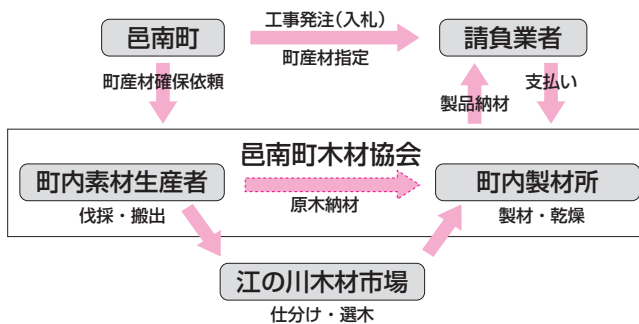 工事発注(入札)
邑南町
請負業者
町産材指定
町産材確保依頼
支払い
製品納材
邑南町木材協会
町内素材生産者
町内製材所
原木納材
伐採・搬出
製材・乾燥
江の川木材市場
仕分け・選木